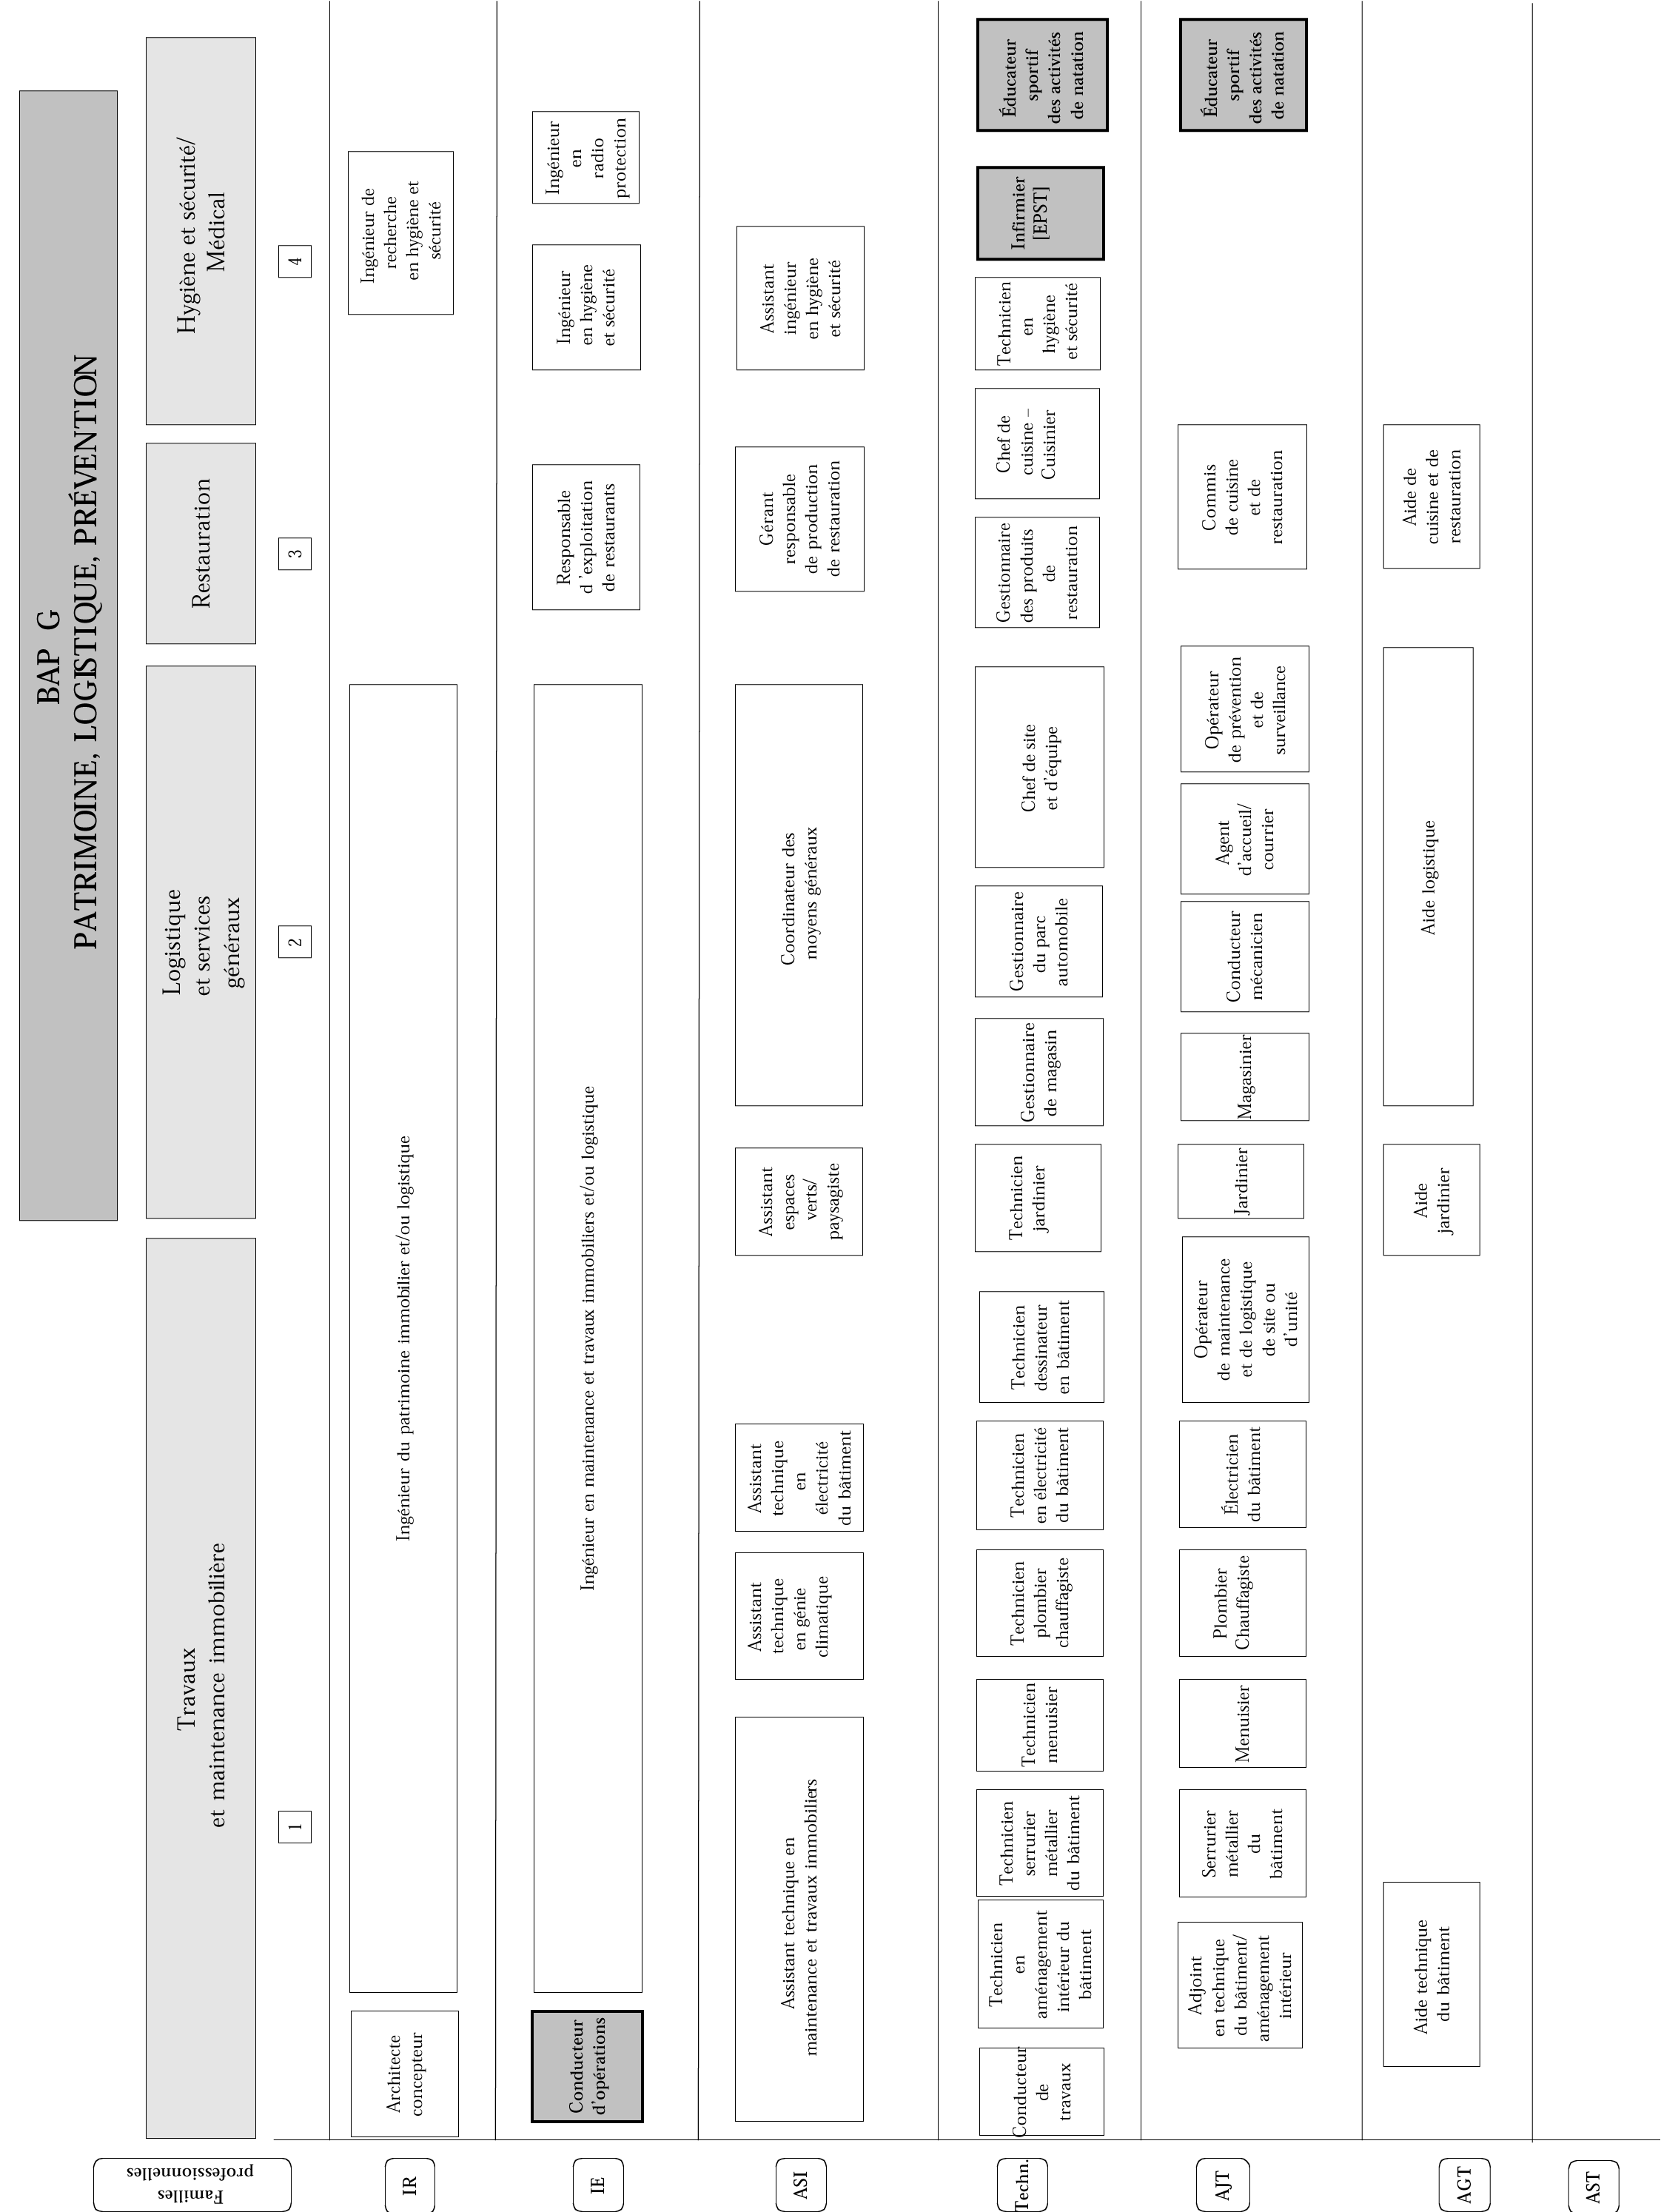 BAP G
PATRIMOINE, LOGISTIQUE, PRÉVENTION
Familles
professionnelles
Travaux
et maintenance immobilière
Logistique
et services
généraux
Restauration
Hygiène et sécurité/
Médical
1
2
3
4
IR
Architecte
concepteur
Ingénieur du patrimoine immobilier et/ou logistique
Ingénieur de
recherche
en hygiène et
sécurité
IE
Conducteur
d'opérations
Ingénieur en maintenance et travaux immobiliers et/ou logistique
Responsable
d 'exploitation
de restaurants
Ingénieur
en hygiène
et sécurité
Ingénieur
en
radio
protection
ASI
Assistant technique en
maintenance et travaux immobiliers
Assistant
technique
en génie
climatique
Assistant
technique
en
électricité
du bâtiment
Assistant
espaces
verts/
paysagiste
Coordinateur des
moyens généraux
Gérant
responsable
de production
de restauration
Assistant
ingénieur
en hygiène
et sécurité
Techn.
Conducteur
de
travaux
Technicien
en
aménagement
intérieur du
bâtiment
Technicien
serrurier
métallier
du bâtiment
Technicien
menuisier
Technicien
plombier
chauffagiste
Technicien
en électricité
du bâtiment
Technicien
dessinateur
en bâtiment
Technicien
jardinier
Gestionnaire
de magasin
Gestionnaire
du parc
automobile
Chef de site
et d'équipe
Gestionnaire
des produits
de
restauration
Chef de
cuisine –
Cuisinier
Technicien
en
hygiène
et sécurité
Infirmier
[EPST]
Éducateur
sportif
des activités
de natation
AJT
Adjoint
en technique
du bâtiment/
aménagement
intérieur
Serrurier
métallier
du
bâtiment
Menuisier
Plombier
Chauffagiste
Électricien
du bâtiment
Opérateur
de maintenance
et de logistique
de site ou
d'unité
Jardinier
Magasinier
Conducteur
mécanicien
Agent
d'accueil/
courrier
Opérateur
de prévention
et de
surveillance
Commis
de cuisine
et de
restauration
Éducateur
sportif
des activités
de natation
AGT
Aide technique
du bâtiment
Aide
jardinier
Aide logistique
Aide de
cuisine et de
restauration
AST